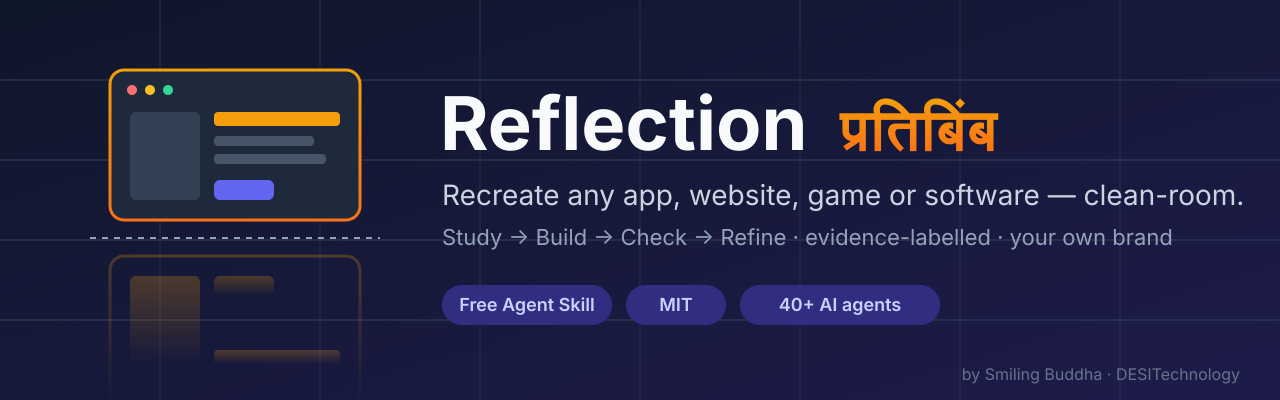 Reflection प्रतिबिंब
Recreate any app, website, game or software — clean-room.
Study → Build → Check → Refine · evidence-labelled · your own brand
Free Agent Skill MIT 40+ AI agents
by Smiling Buddha · DESITechnology